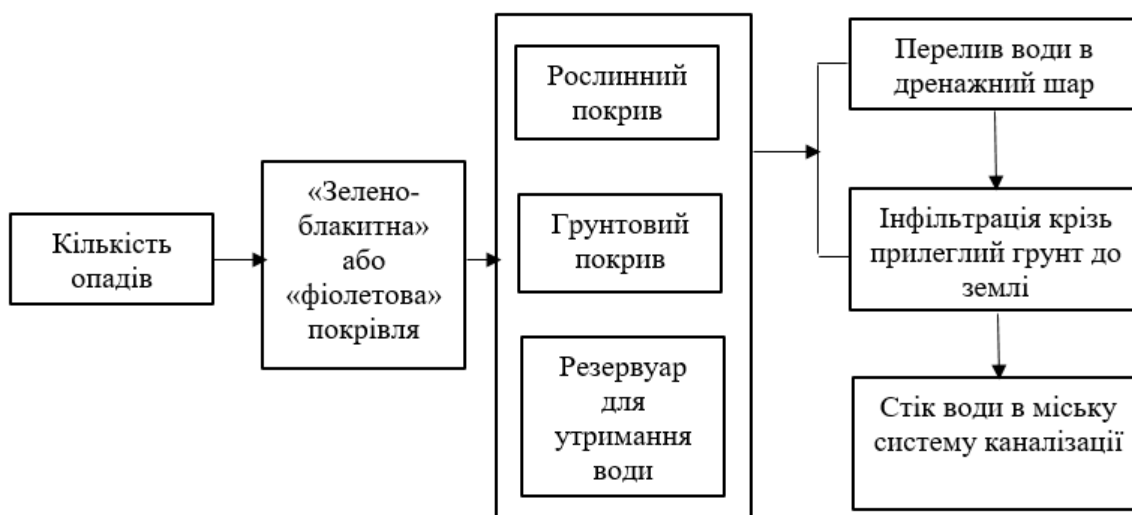 Кількість
опадів
«Зелено-
блакитна»
або
«фіолетова»
покрівля
Рослинний
покрив
Грунтовий
покрив
Резервуар
для
утримання
води
Перелив води в
дренажний шар
Інфільтрація крізь
прилеглий грунт до
землі
Стік води в міську
систему каналізації